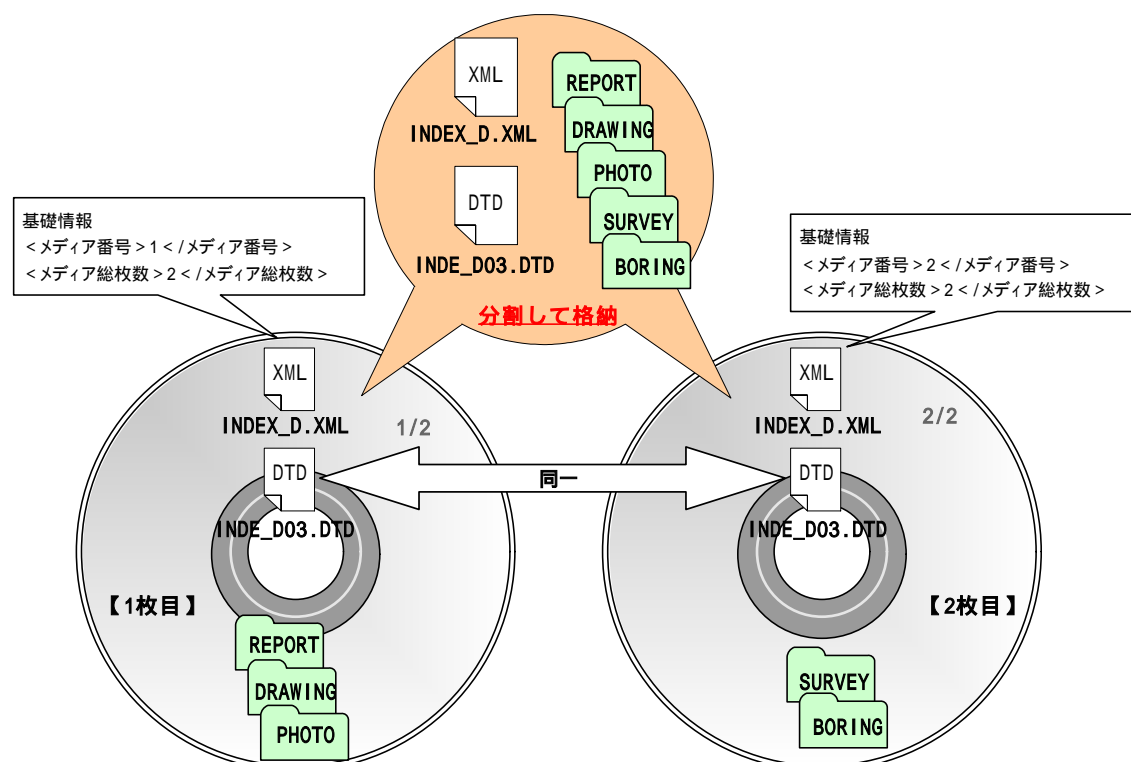 XML
INDEX_D.XML
DTD
INDE_D03.DTD
REPORT
DRAWING
PHOTO
SURVEY
BORING
分割して格納
基礎情報
<メディア番号>1</メディア番号>
<メディア総枚数>2</メディア総枚数>
基礎情報
<メディア番号>2</メディア番号>
<メディア総枚数>2</メディア総枚数>
XML
INDEX_D.XML
1/2
DTD
INDE_D03.DTD
【1枚目】
REPORT
DRAWING
PHOTO
同一
XML
INDEX_D.XML
2/2
DTD
INDE_D03.DTD
【2枚目】
SURVEY
BORING